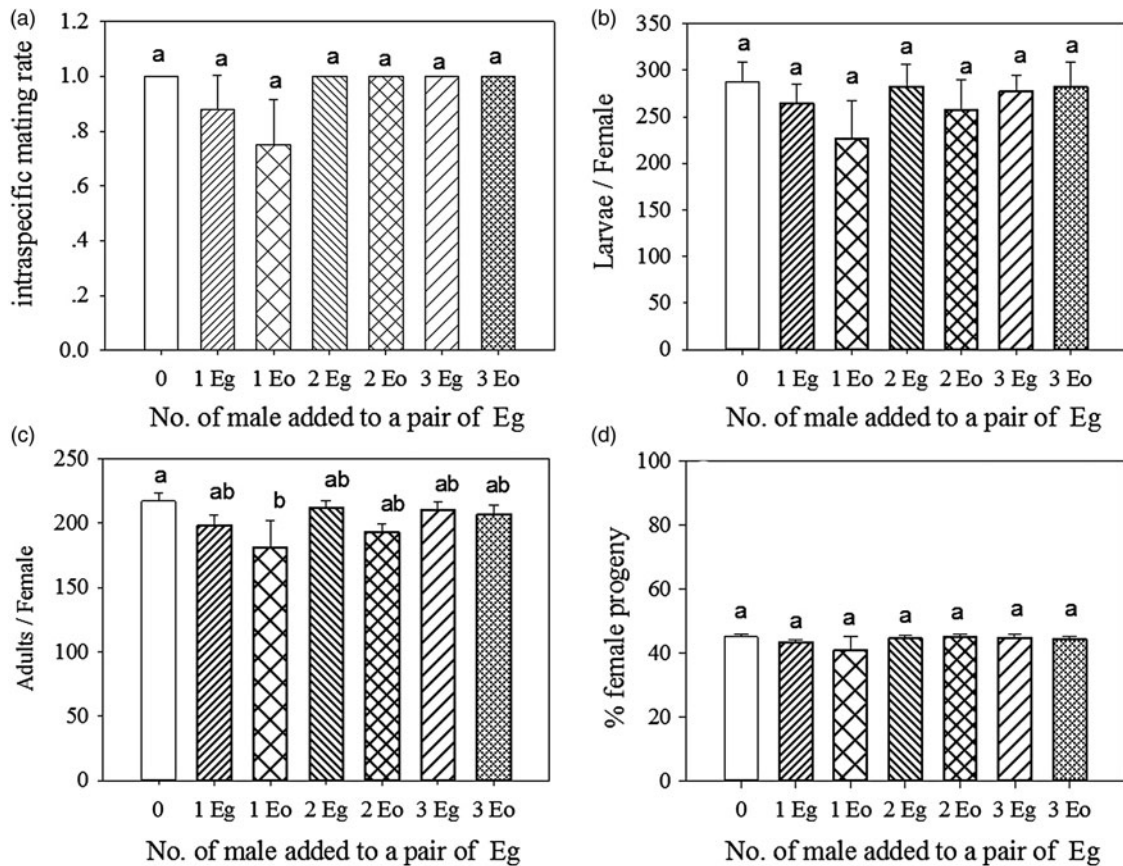 (a)
intraspecific mating rate
1.2
1.0
.8
.6
.4
.2
0.0
a a a a a a a
0 1 Eg 1 Eo 2 Eg 2 Eo 3 Eg 3 Eo
No. of male added to a pair of Eg
(b)
Larvae / Female
350
300
250
200
150
100
50
0
a a a a a a a
0 1 Eg 1 Eo 2 Eg 2 Eo 3 Eg 3 Eo
No. of male added to a pair of Eg
(c)
Adults / Female
250
200
150
100
50
0
a ab b ab ab ab ab
0 1 Eg 1 Eo 2 Eg 2 Eo 3 Eg 3 Eo
No. of male added to a pair of Eg
(d)
% female progeny
100
80
60
40
20
0
a a a a a a a
0 1 Eg 1 Eo 2 Eg 2 Eo 3 Eg 3 Eo
No. of male added to a pair of Eg